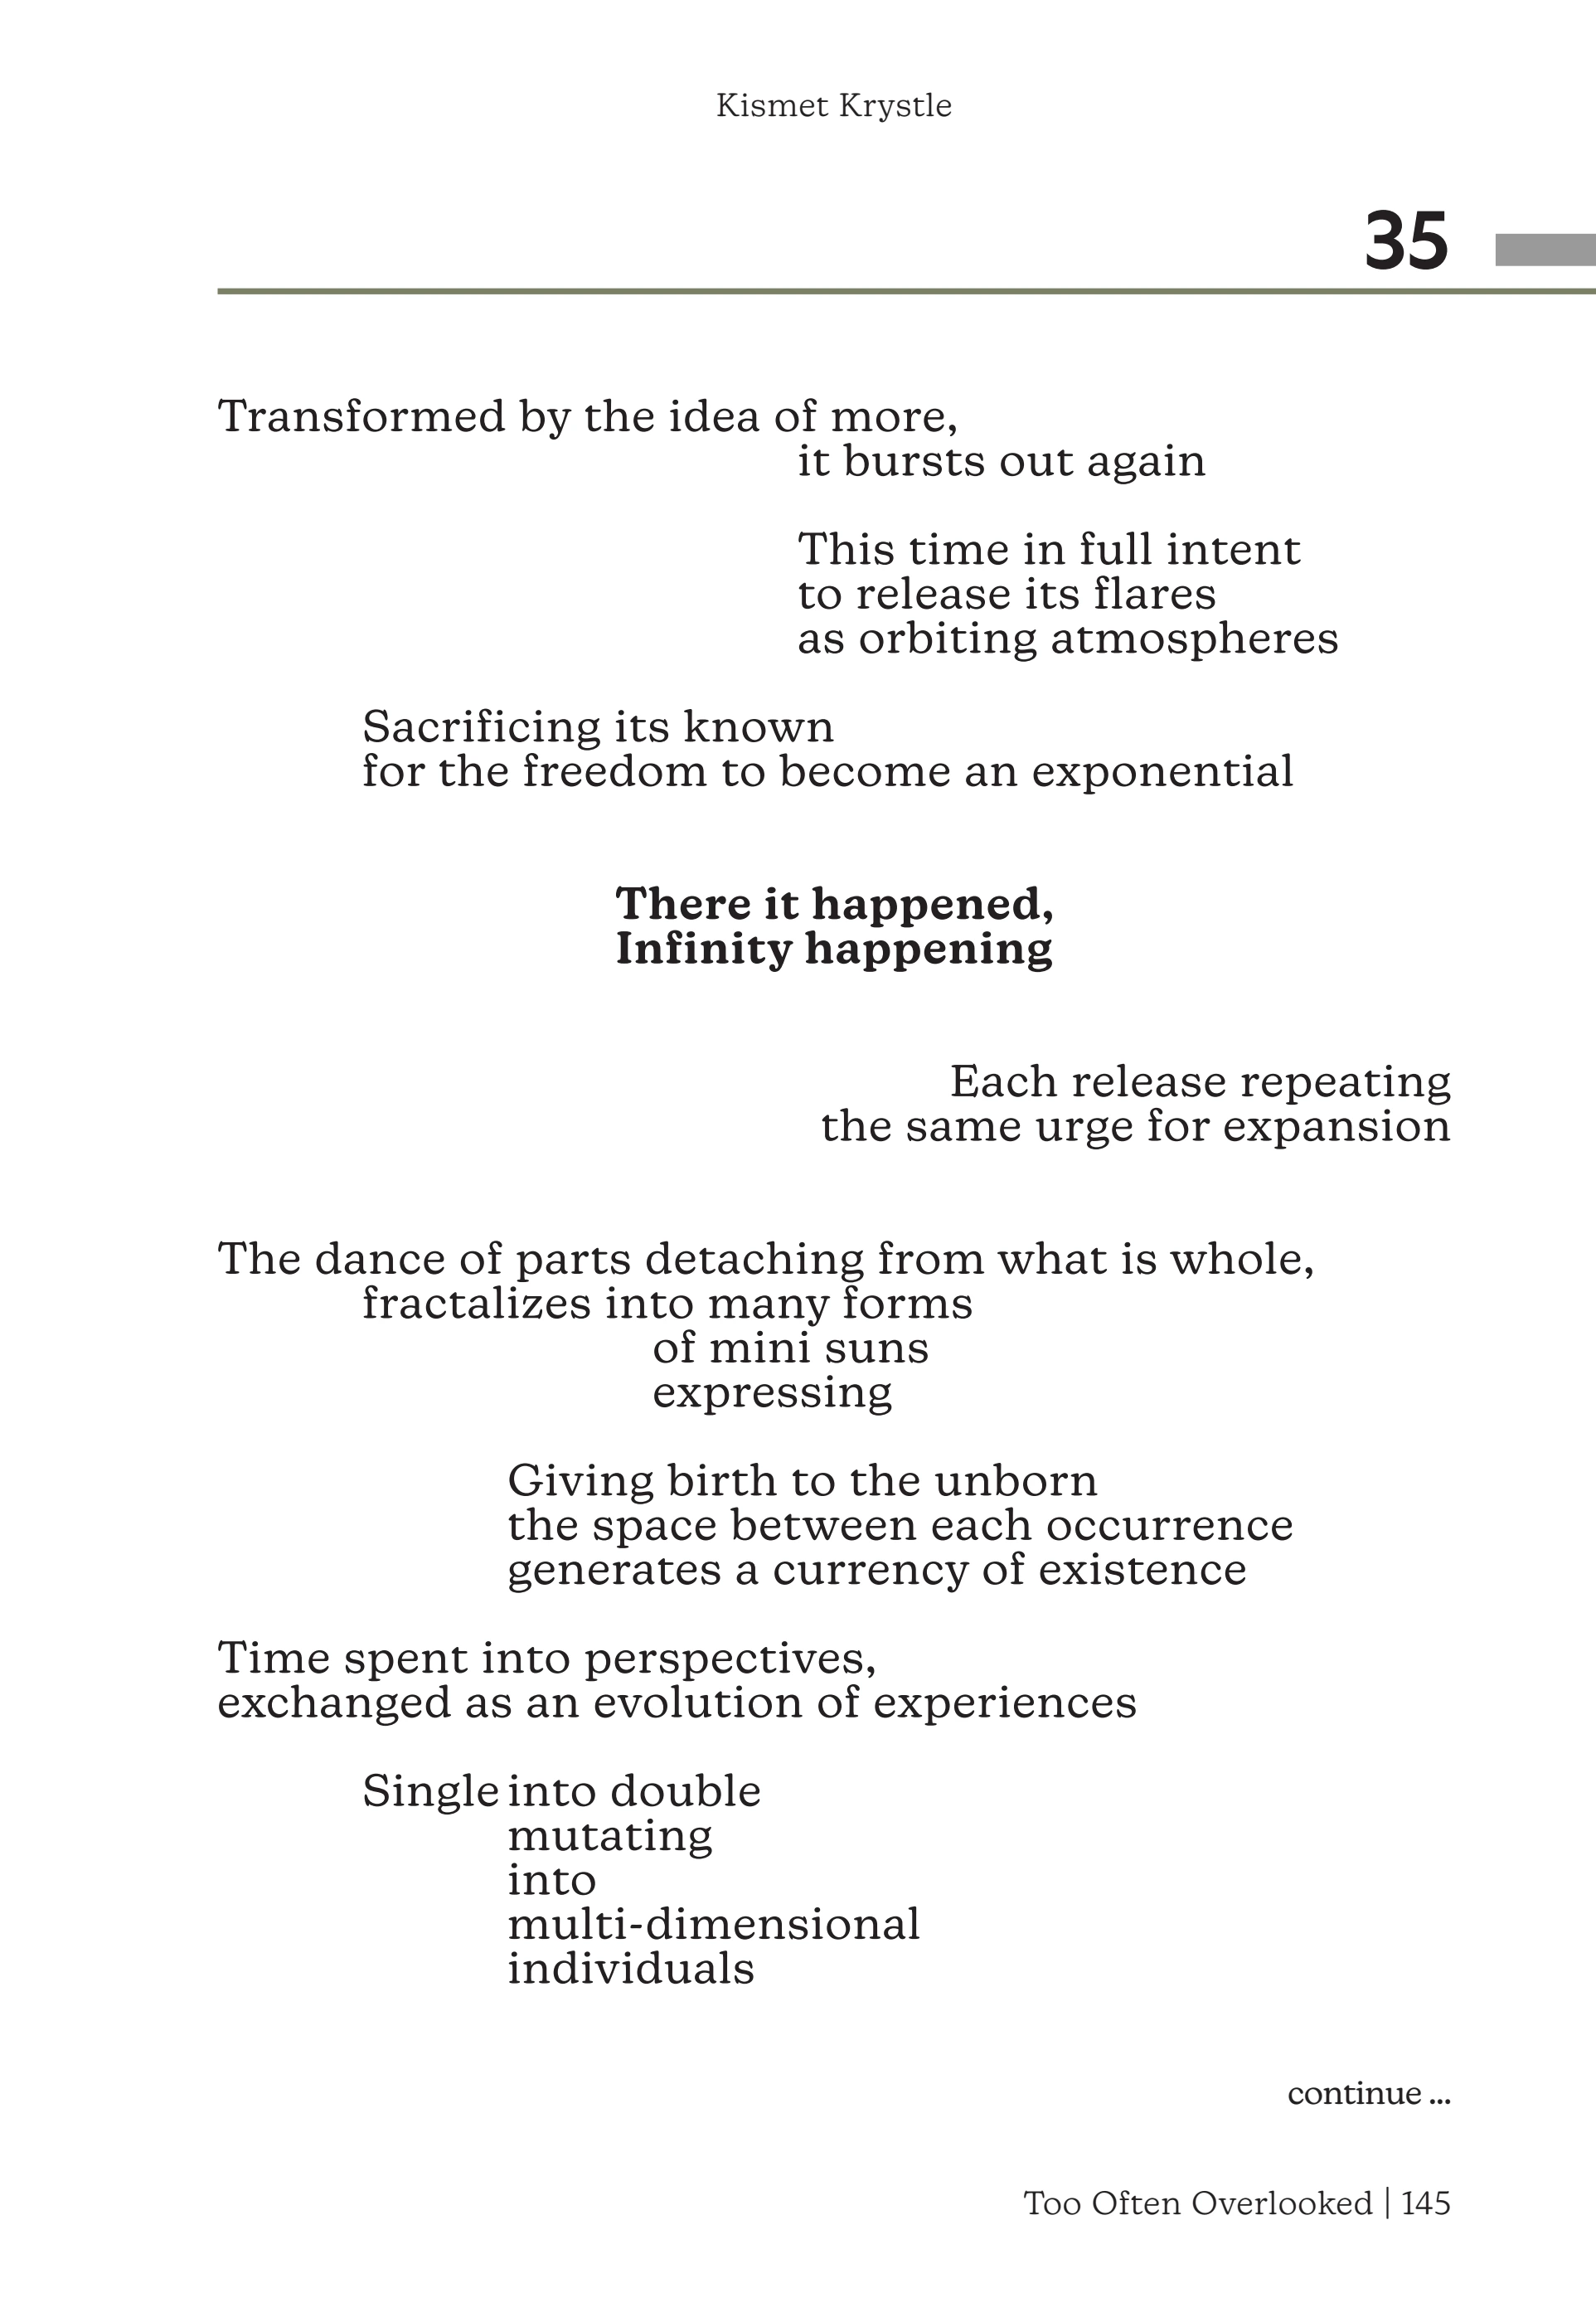 Kismet Krystle
35
Transformed by the idea of more,
it bursts out again
This time in full intent
to release its flares
as orbiting atmospheres
Sacrificing its known
for the freedom to become an exponential
There it happened,
Infinity happening
Each release repeating
the same urge for expansion
The dance of parts detaching from what is whole,
fractalizes into many forms
of mini suns
expressing
Giving birth to the unborn
the space between each occurrence
generates a currency of existence
Time spent into perspectives,
exchanged as an evolution of experiences
Single into double
mutating
into
multi-dimensional
individuals
continue ...
Too Often Overlooked | 145